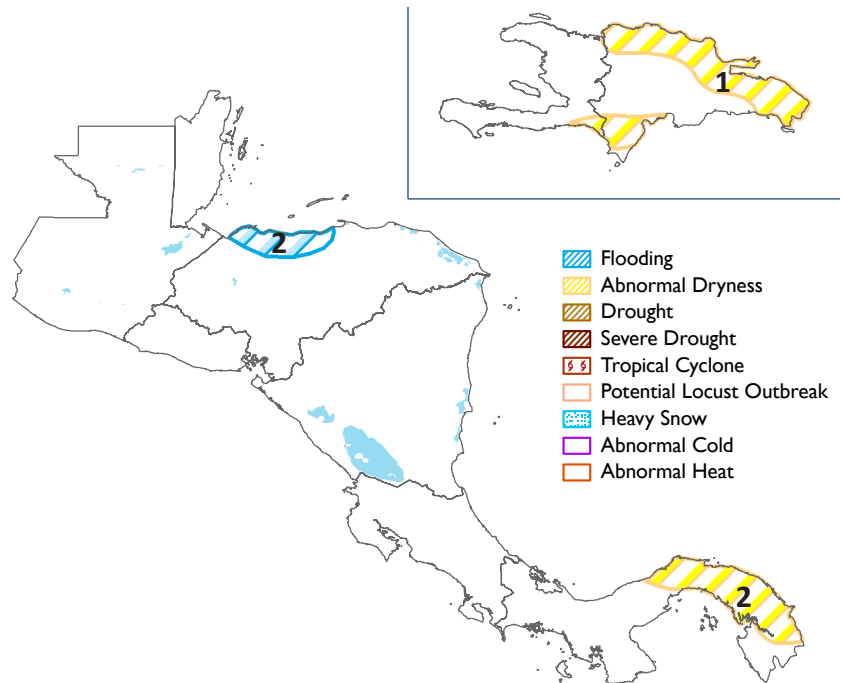 1
2
Flooding
Abnormal Dryness
Drought
Severe Drought
Tropical Cyclone
Potential Locust Outbreak
Heavy Snow
Abnormal Cold
Abnormal Heat
2